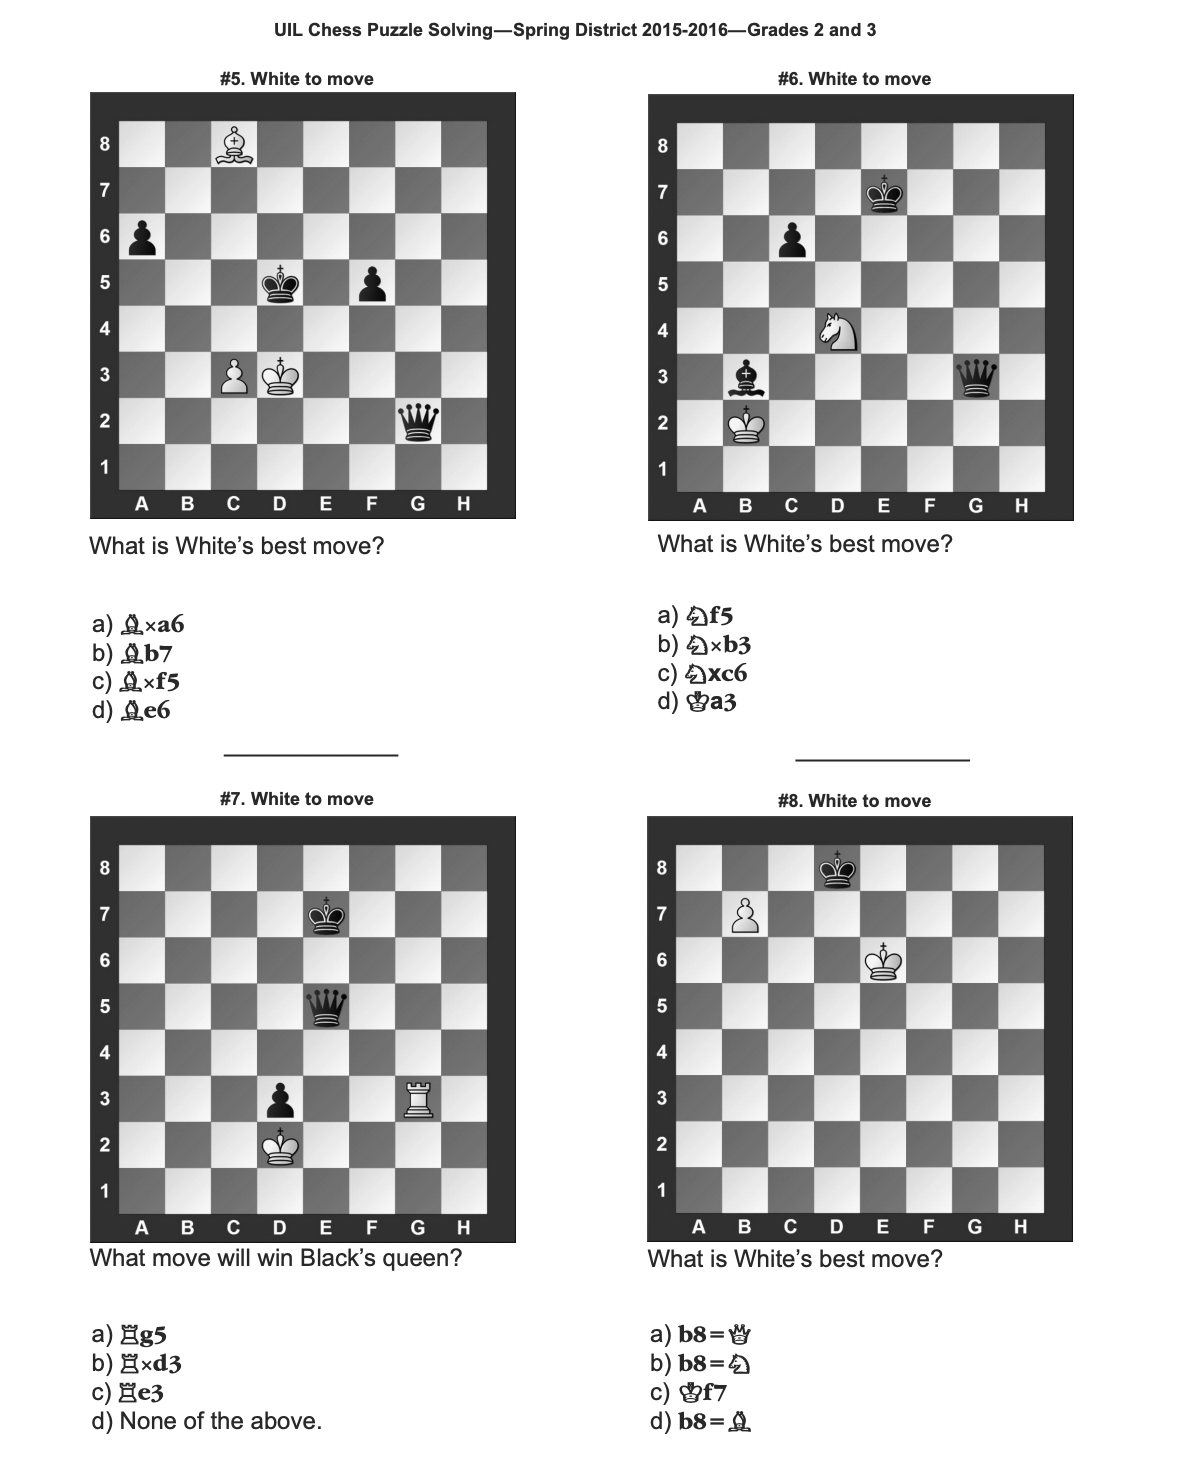 UIL Chess Puzzle Solving—Spring District 2015-2016—Grades 2 and 3
#5. White to move
8
7
6
5
4
3
2
1
A B C D E F G H
What is White's best move?
a) ♗×a6
b) ♗b7
c) ♗×f5
d) ♗e6
#6. White to move
8
7
6
5
4
3
2
1
A B C D E F G H
What is White's best move?
a) ♘f5
b) ♘×b3
c) ♘xc6
d) ♔a3
#7. White to move
8
7
6
5
4
3
2
1
A B C D E F G H
What move will win Black's queen?
a) ♖g5
b) ♖×d3
c) ♖e3
d) None of the above.
#8. White to move
8
7
6
5
4
3
2
1
A B C D E F G H
What is White's best move?
a) b8=♕
b) b8=♘
c) ♔f7
d) b8=♗